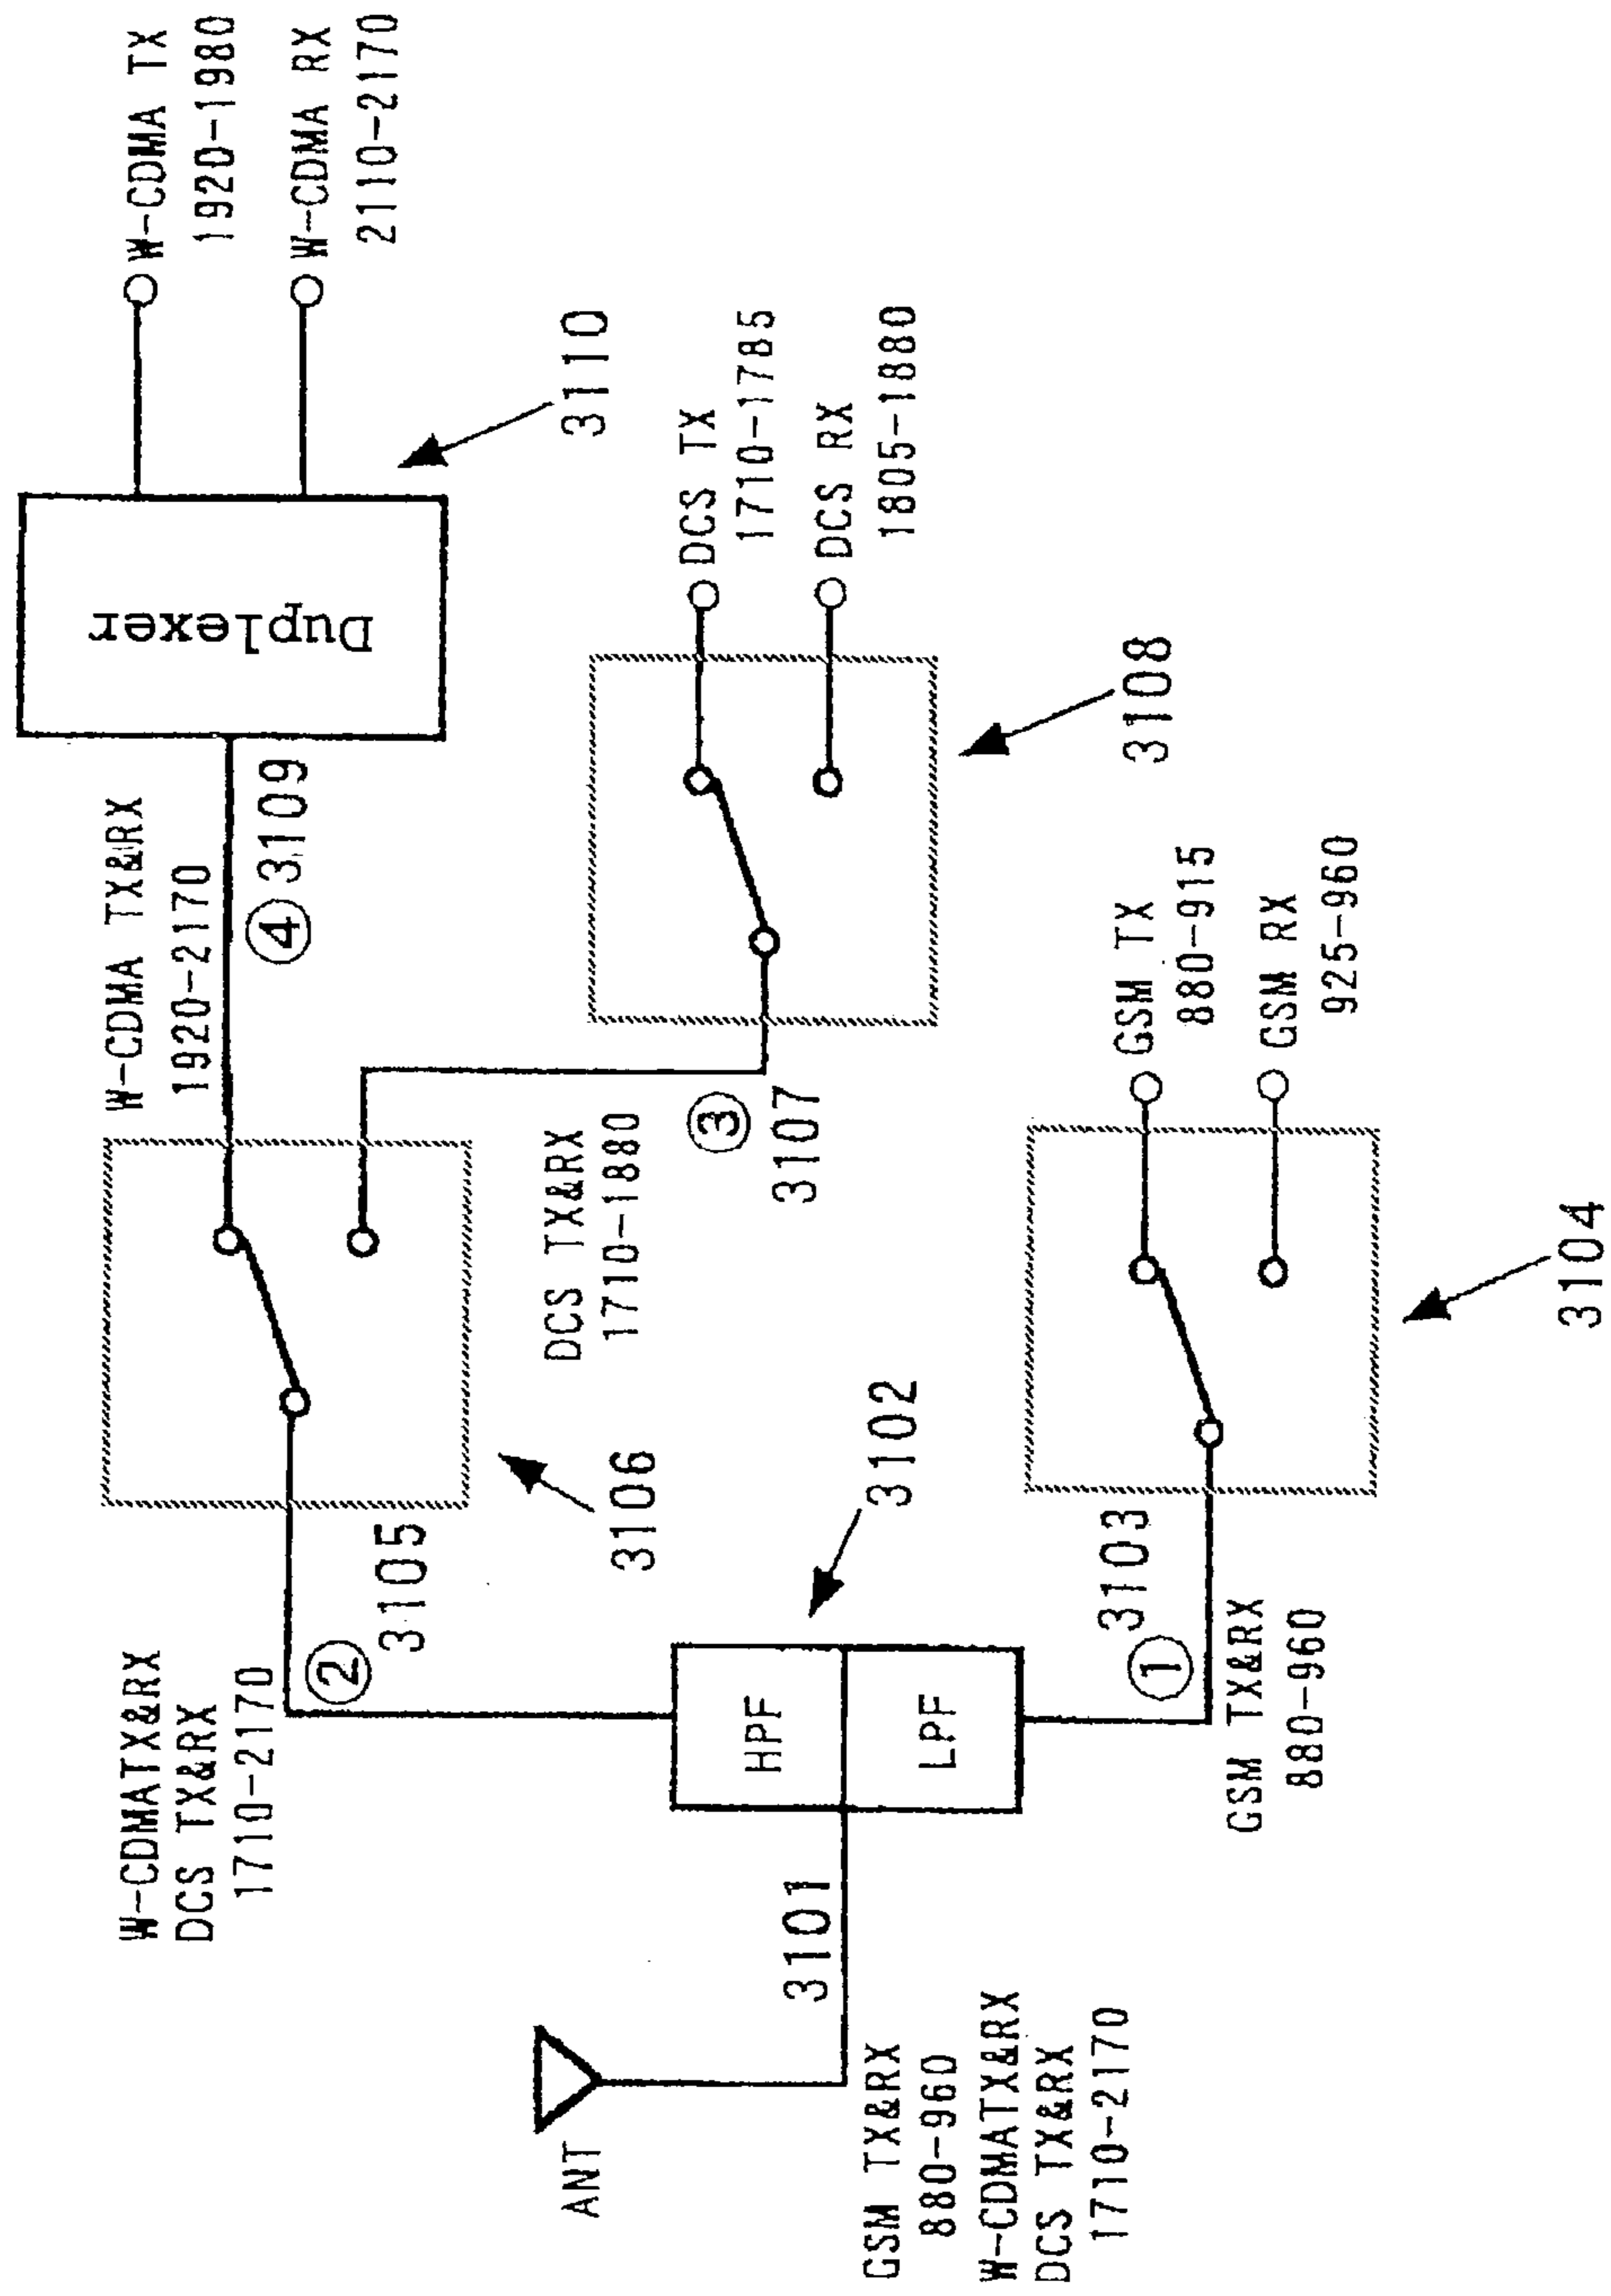 ANT
GSM TX&RX
880-960
W-CDMATX&RX
DCS TX&RX
1710-2170
3101
W-CDMATX&RX
DCS TX&RX
1710-2170
②
3105
HPF
LPF
3102
①
3103
GSM TX&RX
880-960
3106
3104
W-CDMA TX&RX
1920-2170
④ 3109
DCS TX&RX
1710-1880
③
3107
GSM TX
880-915
GSM RX
925-960
3108
Duplexer
3110
DCS TX
1710-1785
DCS RX
1805-1880
W-CDMA TX
1920-1980
W-CDMA RX
2110-2170